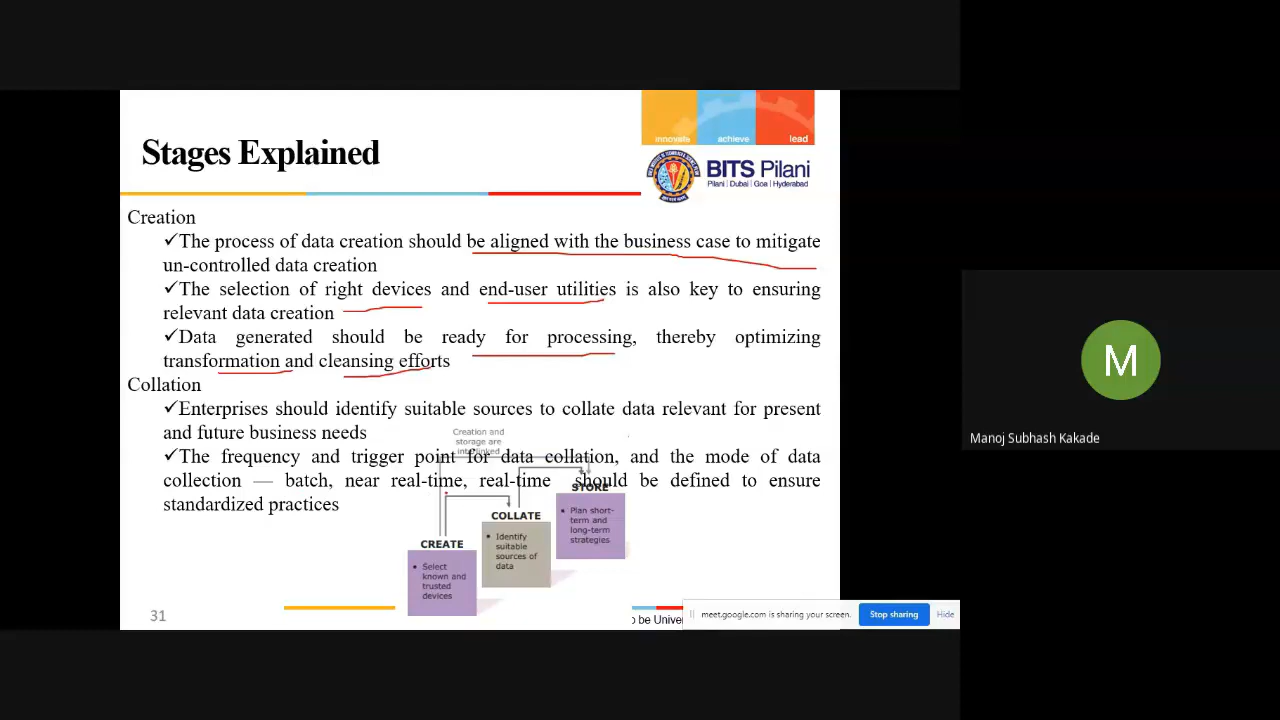 innovate achieve lead
Stages Explained
BITS Pilani
Pilani | Dubai | Goa | Hyderabad
Creation
✓The process of data creation should be aligned with the business case to mitigate
un-controlled data creation
✓The selection of right devices and end-user utilities is also key to ensuring
relevant data creation
✓Data generated should be ready for processing, thereby optimizing
transformation and cleansing efforts
Collation
✓Enterprises should identify suitable sources to collate data relevant for present
and future business needs
✓The frequency and trigger point for data collation, and the mode of data
collection — batch, near real-time, real-time should be defined to ensure
standardized practices
Creation and
storage are
interlinked
STORE
• Plan short-
term and
long-term
strategies
COLLATE
• Identify
suitable
sources of
data
CREATE
• Select
known and
trusted
devices
31
o be Univer
meet.google.com is sharing your screen.
Stop sharing
Hide
M
Manoj Subhash Kakade